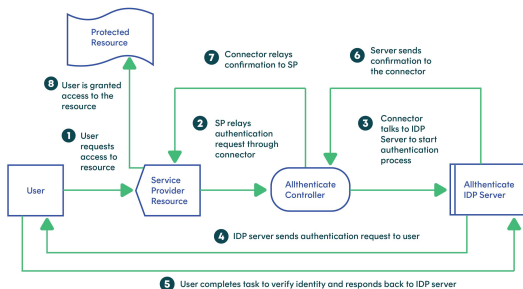 Protected
Resource
7
Connector relays
confirmation to SP
6
Server sends
confirmation to
the connector
8
User is granted
access to the
resource
1
User
requests
access to
resource
2
SP relays
authentication
request through
connector
3
Connector
talks to IDP
Server to start
authentication
process
User
Service
Provider
Resource
Allthenticate
Controller
Allthenticate
IDP Server
4 IDP server sends authentication request to user
5 User completes task to verify identity and responds back to IDP server